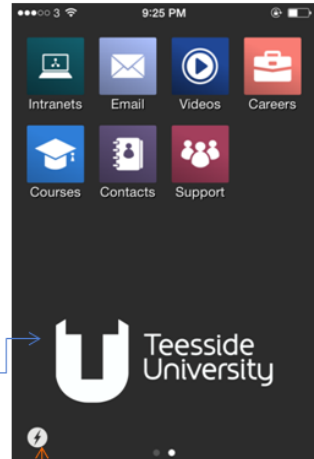 3 9:25 PM
Intranets Email Videos Careers
Courses Contacts Support
Teesside
University